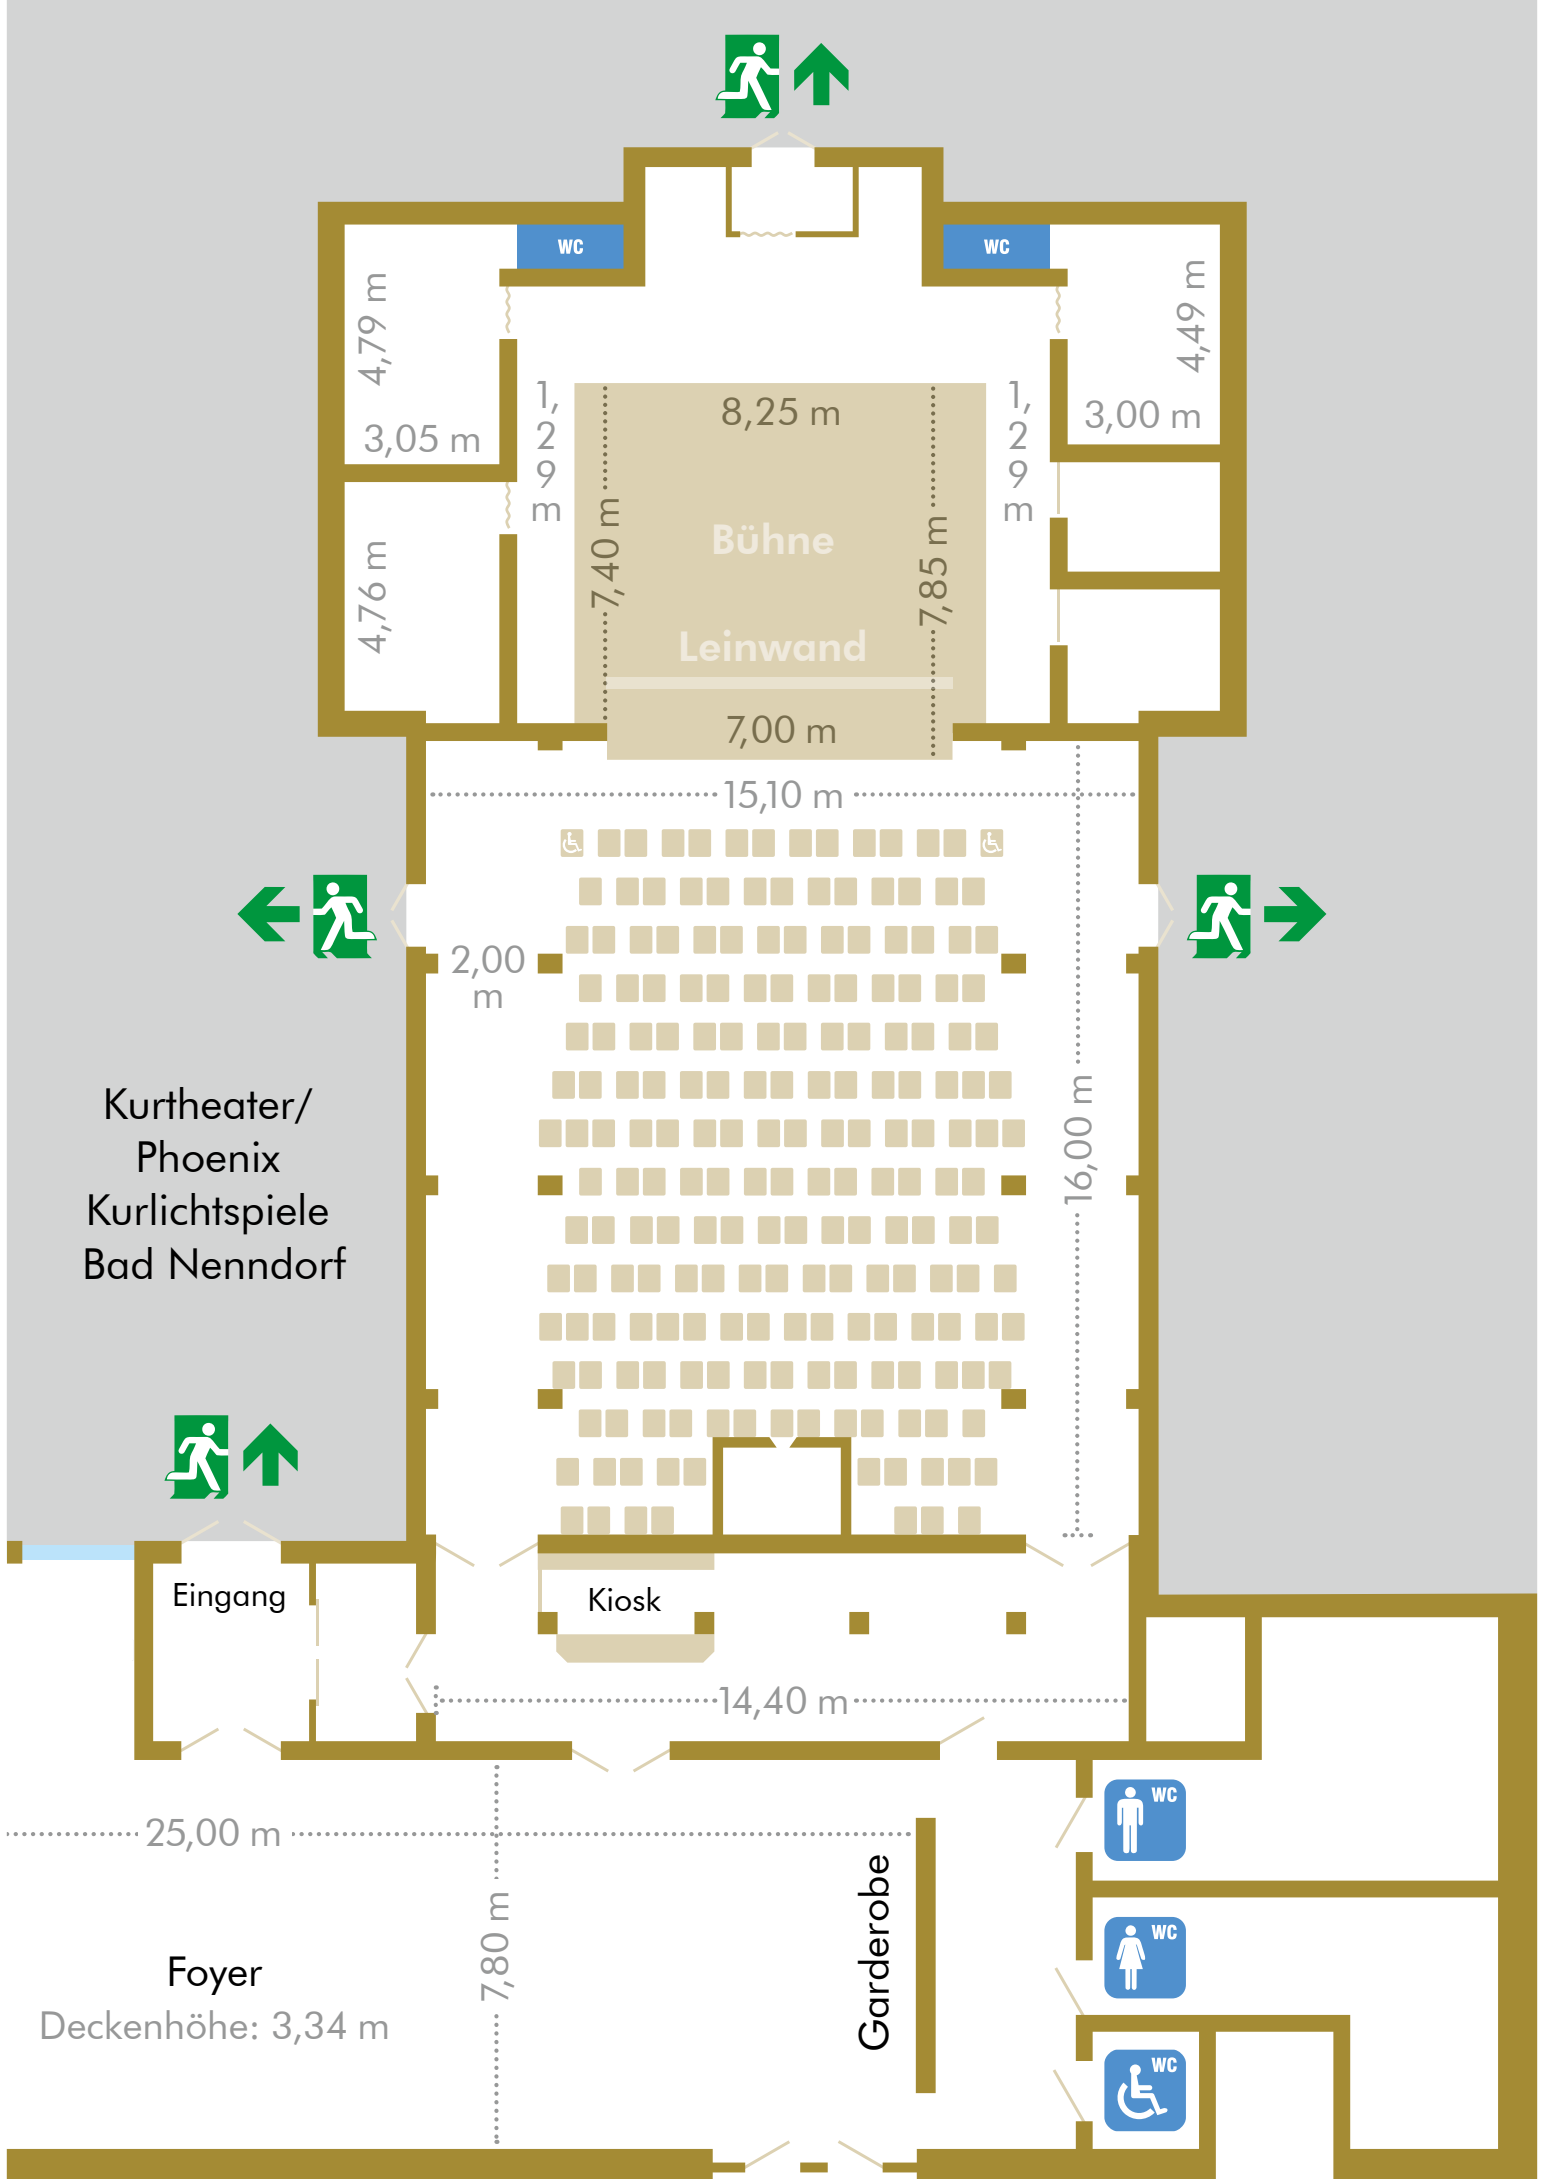 WC
WC
4,79 m
4,49 m
3,05 m
1,
2
9
m
8,25 m
1,
2
9
m
3,00 m
7,40 m
Bühne
7,85 m
4,76 m
Leinwand
7,00 m
15,10 m
2,00
m
16,00 m
Kurtheater/
Phoenix
Kurlichtspiele
Bad Nenndorf
Eingang
Kiosk
14,40 m
WC
25,00 m
7,80 m
Garderobe
WC
Foyer
Deckenhöhe: 3,34 m
WC